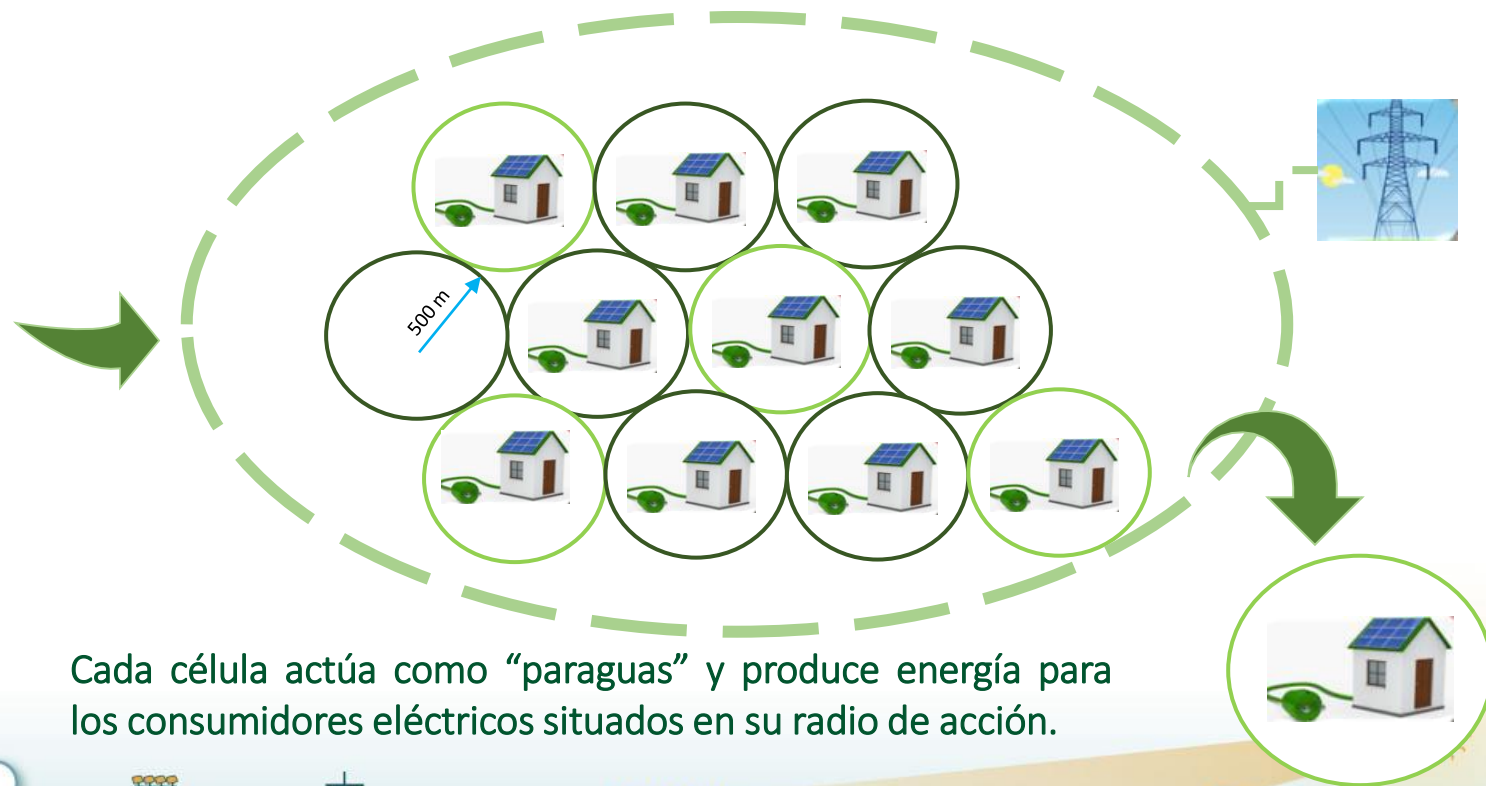 500 m
Cada célula actúa como “paraguas” y produce energía para
los consumidores eléctricos situados en su radio de acción.